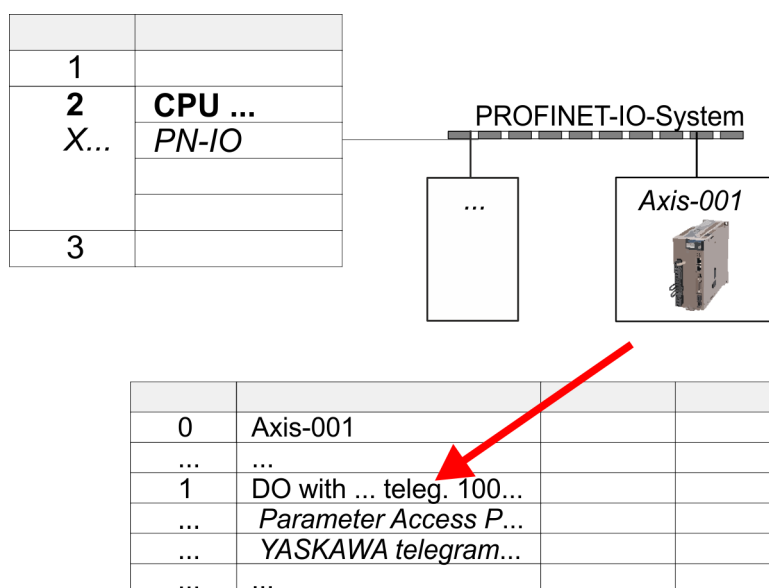 1
2 CPU ...
X... PN-IO
3
PROFINET-IO-System
...
Axis-001
0 Axis-001
... ...
1 DO with ... teleg. 100...
... Parameter Access P...
... YASKAWA telegram...
... ...